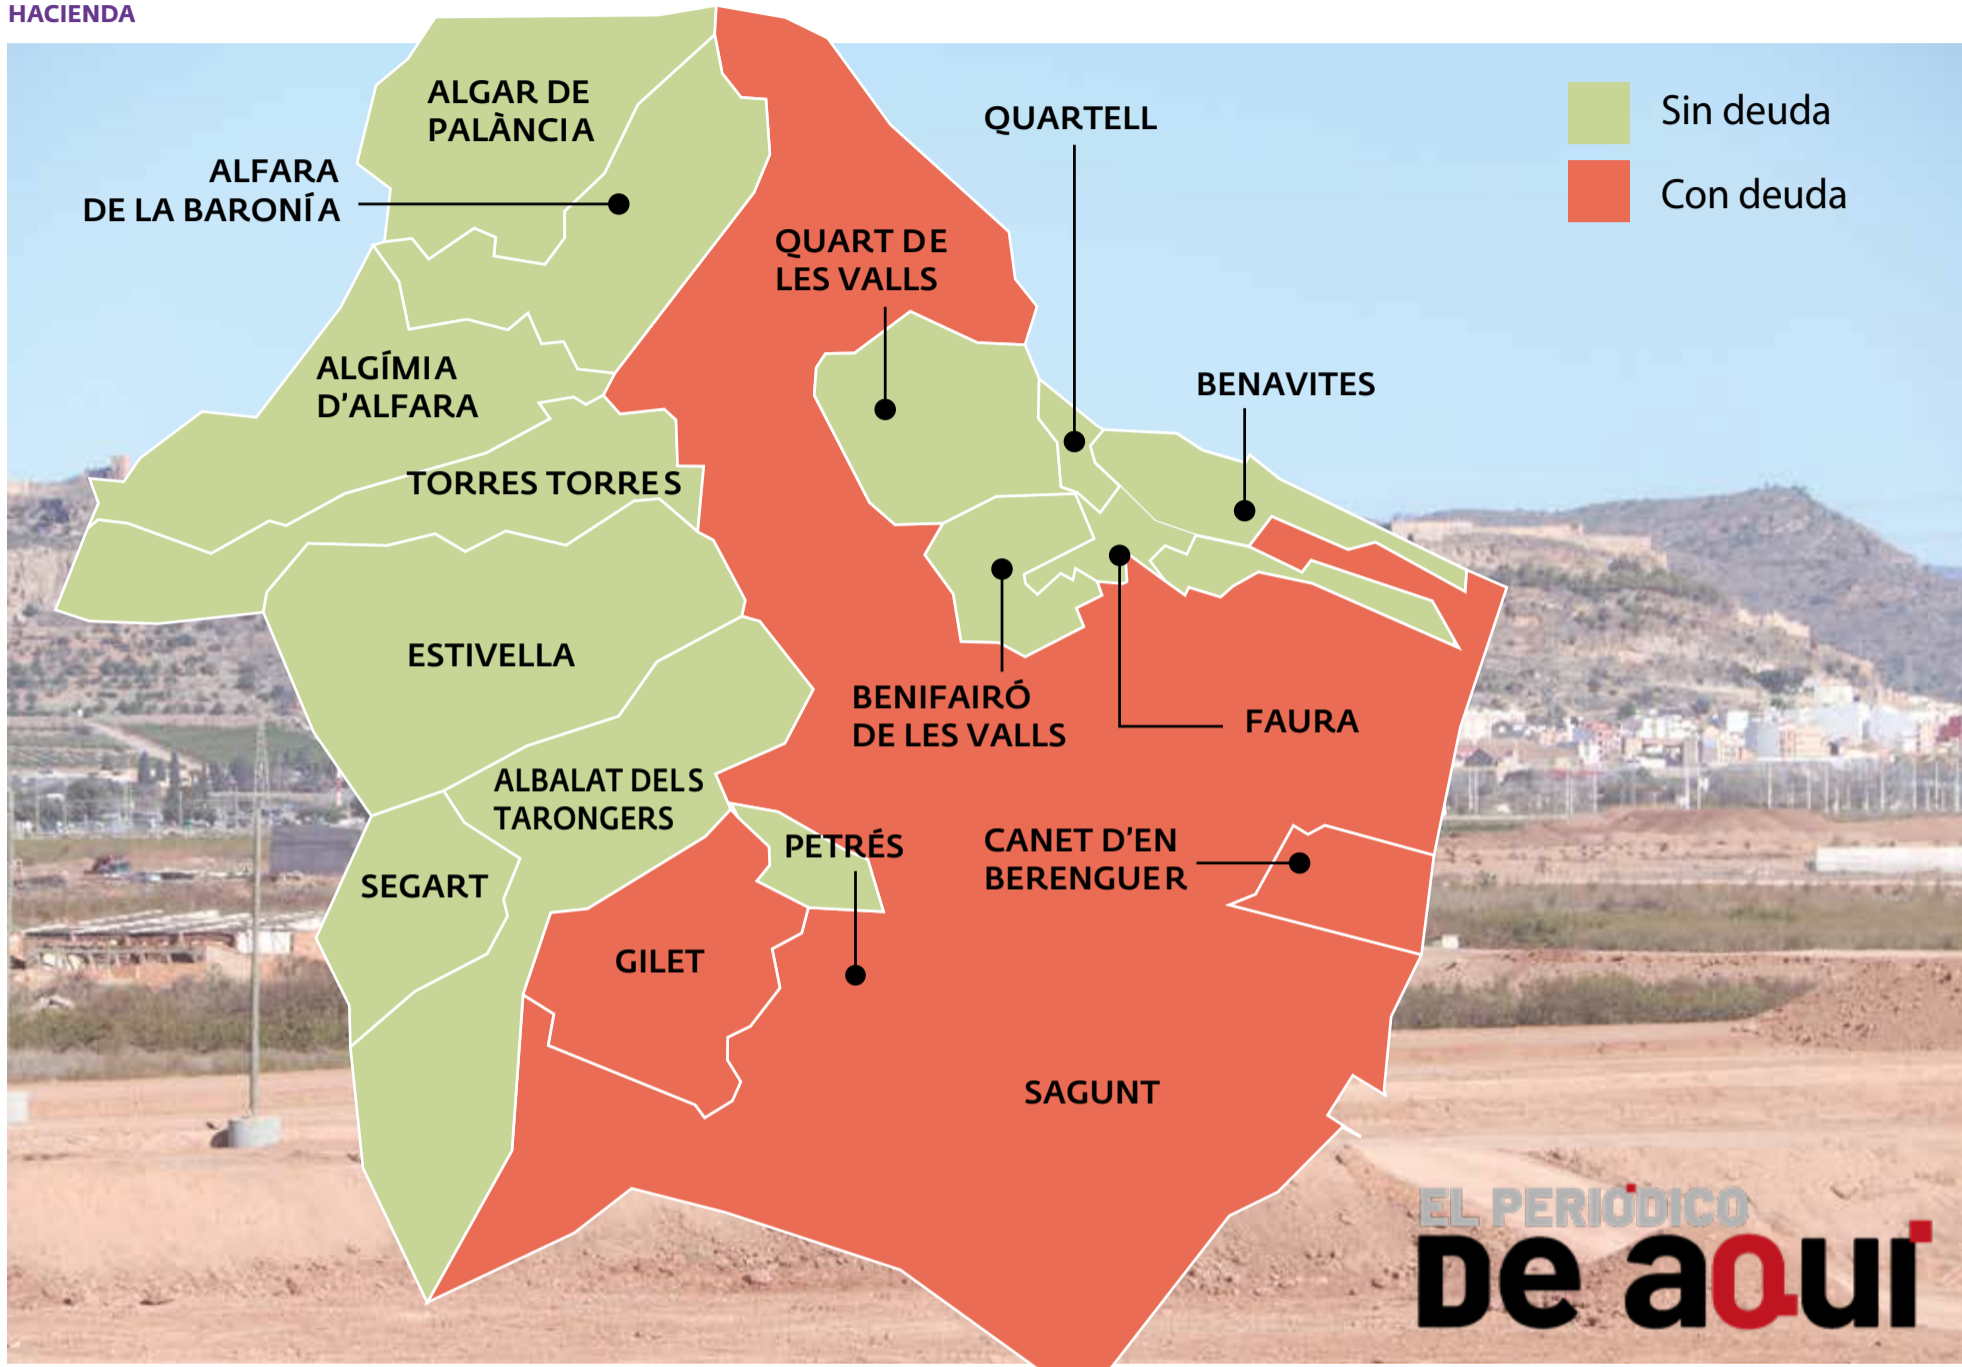 HACIENDA
ALGAR DE
PALÀNCIA
QUARTELL
Sin deuda
Con deuda
ALFARA
DE LA BARONÍA
QUART DE
LES VALLS
ALGÍMIA
D'ALFARA
BENAVITES
TORRES TORRES
ESTIVELLA
BENIFAIRÓ
DE LES VALLS
FAURA
ALBALAT DELS
TARONGERS
PETRÉS
CANET D'EN
BERENGUER
SEGART
GILET
SAGUNT
EL PERIÓDICO
DE AQUÍ